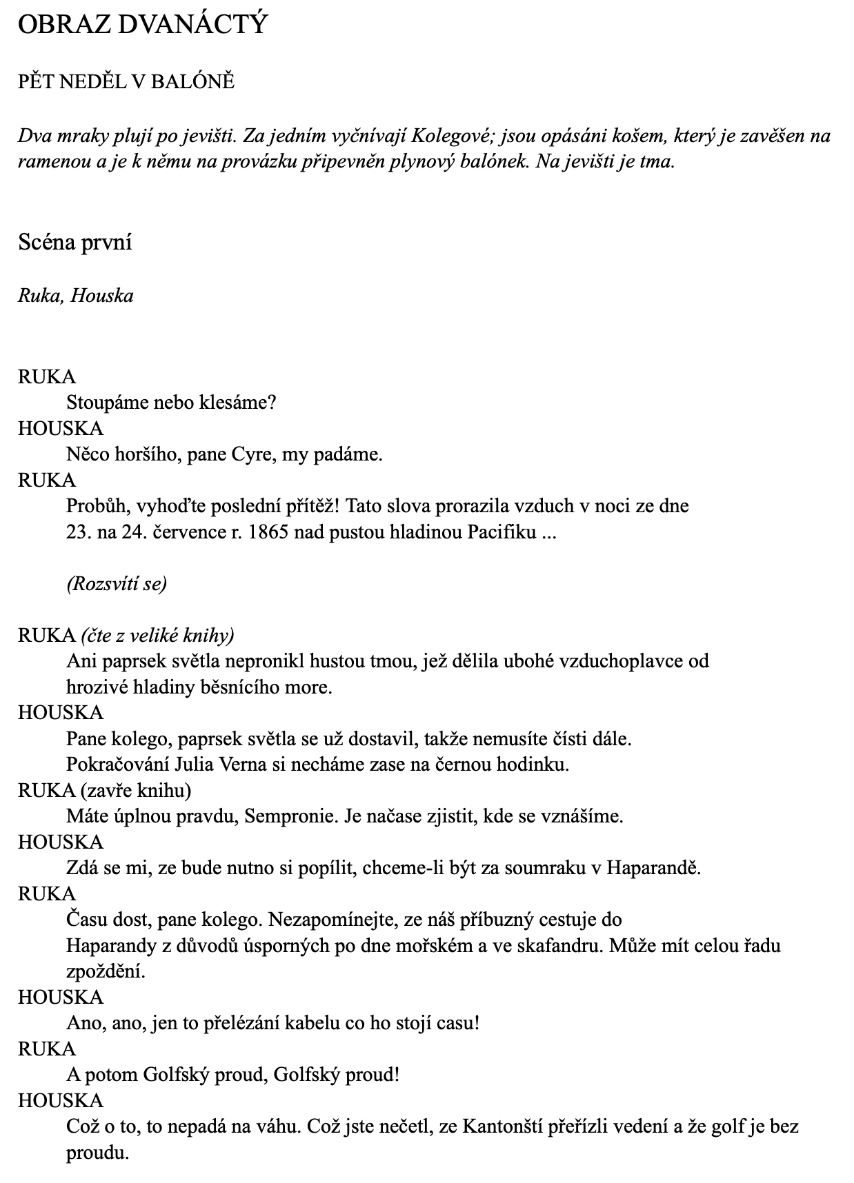 OBRAZ DVANÁCTÝ
PĚT NEDĚL V BALÓNĚ
Dva mraky plují po jevišti. Za jedním vyčnívají Kolegové; jsou opásáni košem, který je zavěšen na
ramenou a je k němu na provázku připevněn plynový balónek. Na jevišti je tma.
Scéna první
Ruka, Houska
RUKA
Stoupáme nebo klesáme?
HOUSKA
Něco horšího, pane Cyre, my padáme.
RUKA
Probůh, vyhoďte poslední přítěž! Tato slova prorazila vzduch v noci ze dne
23. na 24. července r. 1865 nad pustou hladinou Pacifiku ...
(Rozsvítí se)
RUKA (čte z veliké knihy)
Ani paprsek světla nepronikl hustou tmou, jež dělila ubohé vzduchoplavce od
hrozivé hladiny běsnícího more.
HOUSKA
Pane kolego, paprsek světla se už dostavil, takže nemusíte čísti dále.
Pokračování Julia Verna si necháme zase na černou hodinku.
RUKA (zavře knihu)
Máte úplnou pravdu, Sempronie. Je načase zjistit, kde se vznášíme.
HOUSKA
Zdá se mi, ze bude nutno si popílit, chceme-li být za soumraku v Haparandě.
RUKA
Času dost, pane kolego. Nezapomínejte, ze náš příbuzný cestuje do
Haparandy z důvodů úsporných po dne mořském a ve skafandru. Může mít celou řadu
zpoždění.
HOUSKA
Ano, ano, jen to přelézání kabelu co ho stojí casu!
RUKA
A potom Golfský proud, Golfský proud!
HOUSKA
Což o to, to nepadá na váhu. Což jste nečetl, ze Kantonští přeřízli vedení a že golf je bez
proudu.